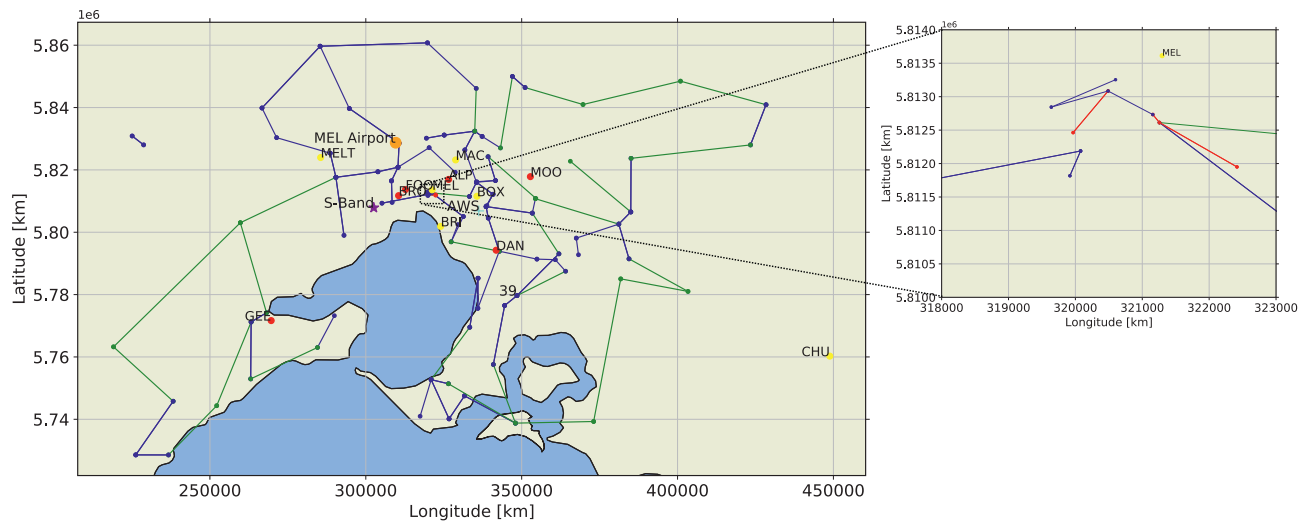 1e6
5.86
5.84
5.82
5.80
5.78
5.76
5.74
Latitude [km]
MEL Airport
MELT
MAC
ALP
MOO
FOO
MEL
BRO
BOX
S-Band
AWS
BRI
DAN
39
GEE
CHU
250000
300000
350000
400000
450000
Longitude [km]
1e6
5.8140
5.8135
5.8130
5.8125
5.8120
5.8115
5.8110
5.8105
5.8100
Latitude [km]
MEL
318000
319000
320000
321000
322000
323000
Longitude [km]